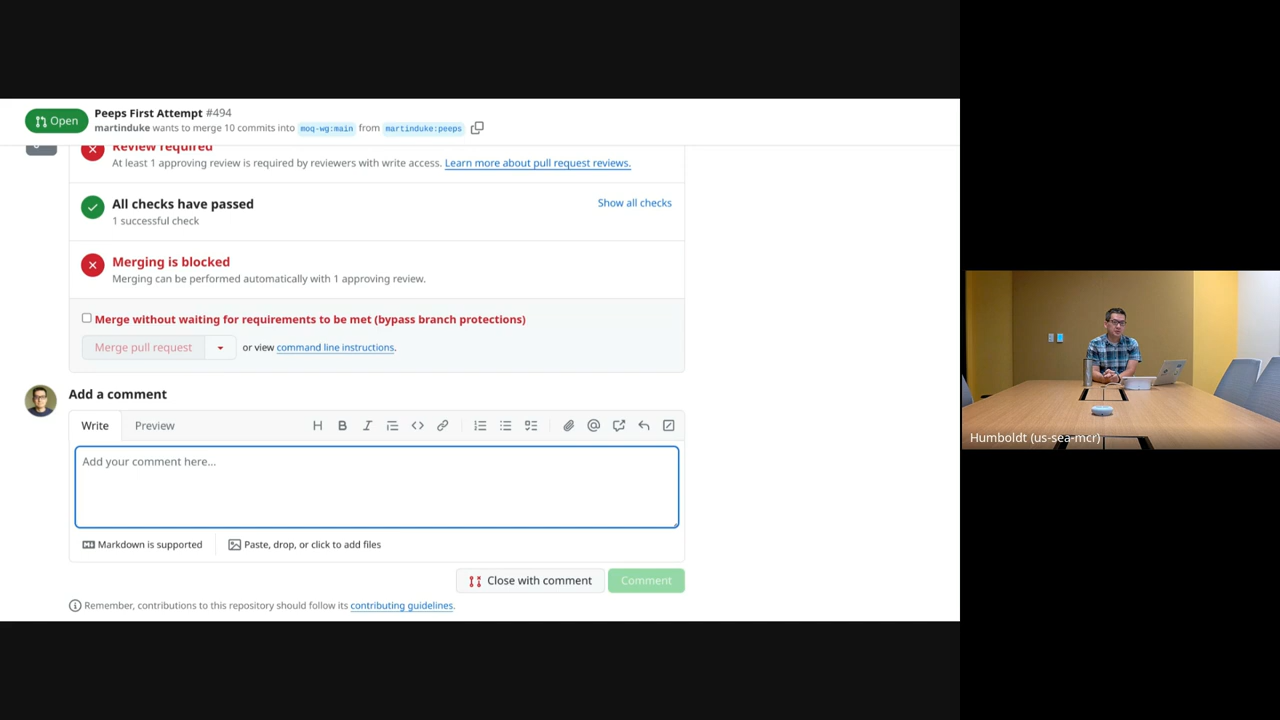 Open
Peeps First Attempt #494
martinduke wants to merge 10 commits into moq-wg:main from martinduke:peeps
Review required
At least 1 approving review is required by reviewers with write access. Learn more about pull request reviews.
All checks have passed
Show all checks
1 successful check
Merging is blocked
Merging can be performed automatically with 1 approving review.
Merge without waiting for requirements to be met (bypass branch protections)
Merge pull request
or view command line instructions.
Add a comment
Write
Preview
Add your comment here...
Markdown is supported
Paste, drop, or click to add files
Close with comment
Comment
Remember, contributions to this repository should follow its contributing guidelines.
Humboldt (us-sea-mcr)